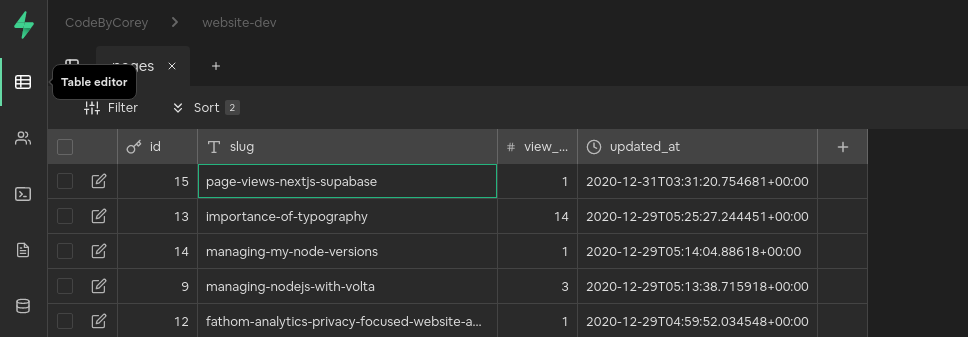 CodeByCorey > website-dev
pages × +
Table editor
Filter Sort 2
id slug # view_... updated_at +
15 page-views-nextjs-supabase 1 2020-12-31T03:31:20.754681+00:00
13 importance-of-typography 14 2020-12-29T05:25:27.244451+00:00
14 managing-my-node-versions 1 2020-12-29T05:14:04.88618+00:00
9 managing-nodejs-with-volta 3 2020-12-29T05:13:38.715918+00:00
12 fathom-analytics-privacy-focused-website-a... 1 2020-12-29T04:59:52.034548+00:00